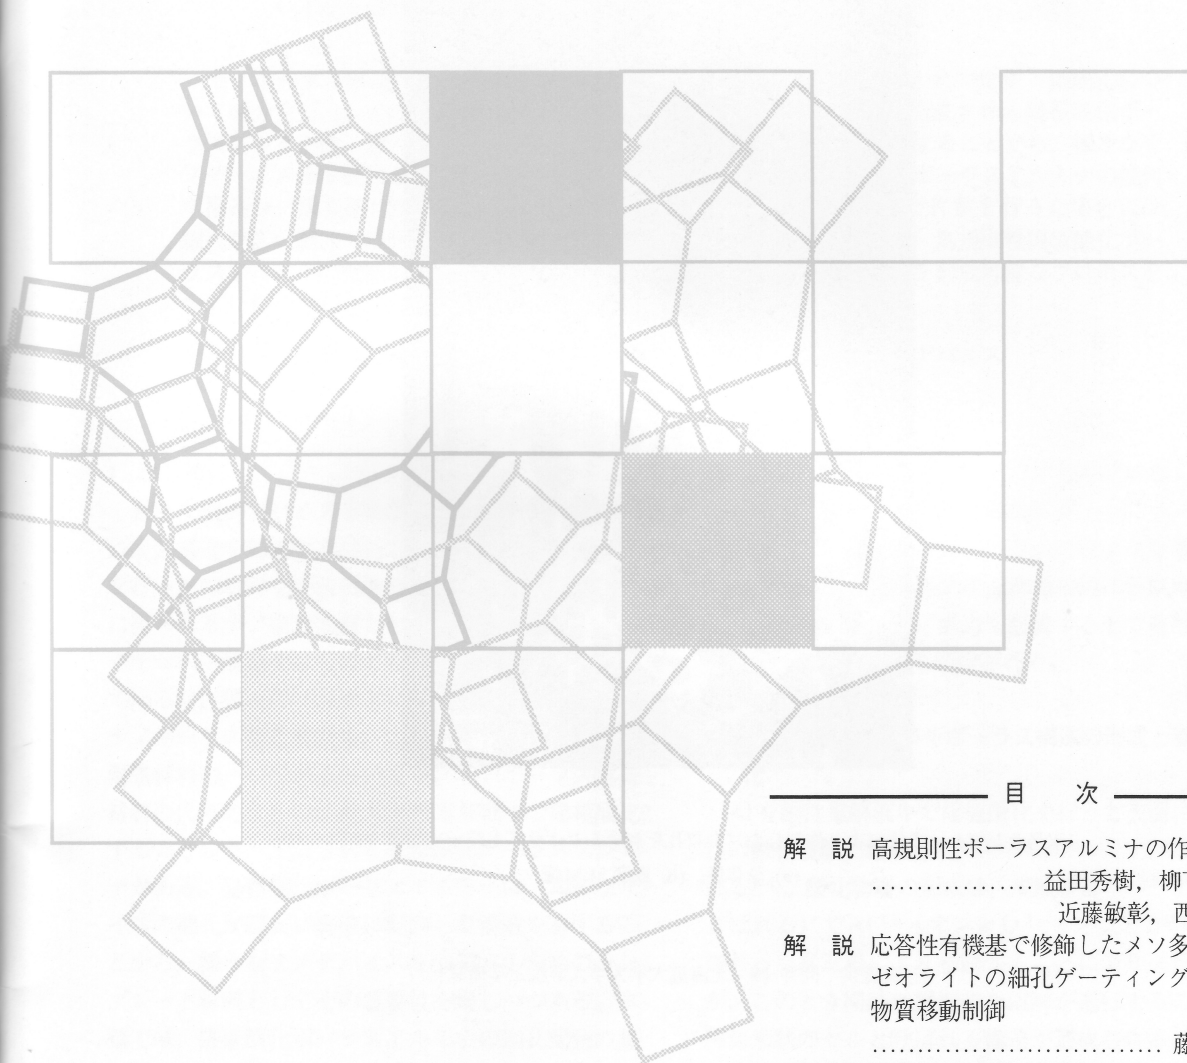 目 次
解 説 高規則性ポーラスアルミナの作
.................. 益田秀樹，柳下
近藤敏彰，西
解 説 応答性有機基で修飾したメソ多
ゼオライトの細孔ゲーティング
物質移動制御
................................ 藤